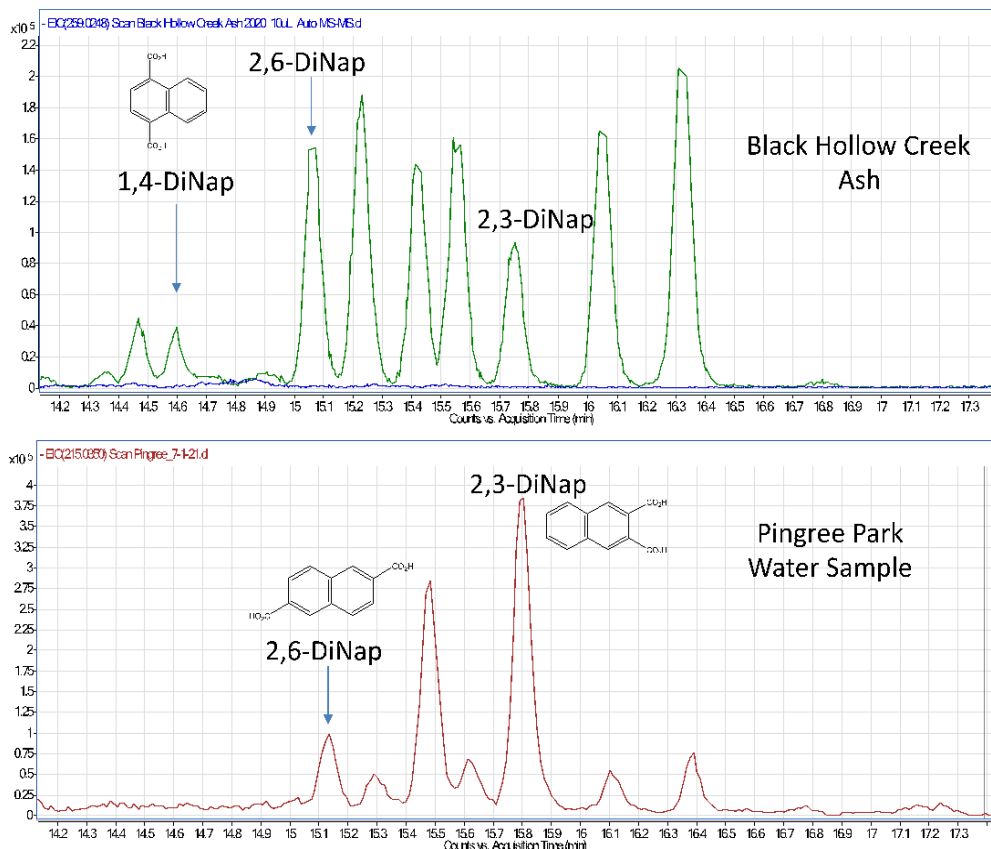 - EIC(259.0248) Scan Black Hollow Creek Ash 2020 10uL Auto MS-MS.d
x10 5
2.2
2
1.8
1.6
1.4
1.2
1
0.8
0.6
0.4
0.2
0
CO₂H
CO₂H
1,4-DiNap
2,6-DiNap
2,3-DiNap
Black Hollow Creek
Ash
14.2 14.3 14.4 14.5 14.6 14.7 14.8 14.9 15 15.1 15.2 15.3 15.4 15.5 15.6 15.7 15.8 15.9 16 16.1 16.2 16.3 16.4 16.5 16.6 16.7 16.8 16.9 17 17.1 17.2 17.3
Counts vs. Acquisition Time (min)
- EIC(215.0350) Scan Pingree_7-1-21.d
4
3.75
3.5
3.25
3
2.75
2.5
2.25
2
1.75
1.5
1.25
1
0.75
0.5
0.25
0
2,3-DiNap
CO₂H
CO₂H
CO₂H
HO₂C
2,6-DiNap
Pingree Park
Water Sample
14.2 14.3 14.4 14.5 14.6 14.7 14.8 14.9 15 15.1 15.2 15.3 15.4 15.5 15.6 15.7 15.8 15.9 16 16.1 16.2 16.3 16.4 16.5 16.6 16.7 16.8 16.9 17 17.1 17.2 17.3
Counts vs. Acquisition Time (min)